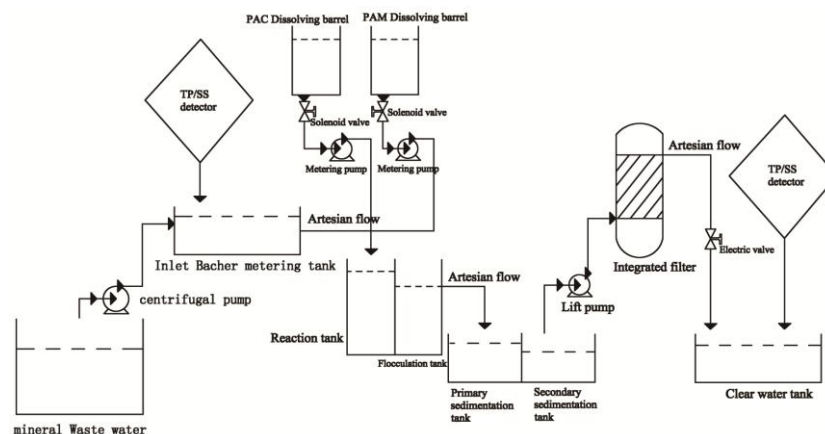 PAC Dissolving barrel
PAM Dissolving barrel
TP/SS
detector
Solenoid valve
Solenoid valve
Metering pump
Metering pump
Artesian flow
TP/SS
detector
Artesian flow
Inlet Bacher metering tank
Electric valve
Integrated filter
Artesian flow
centrifugal pump
Lift pump
Reaction tank
Flocculation tank
Primary
sedimentation
tank
Secondary
sedimentation tank
Clear water tank
mineral Waste water